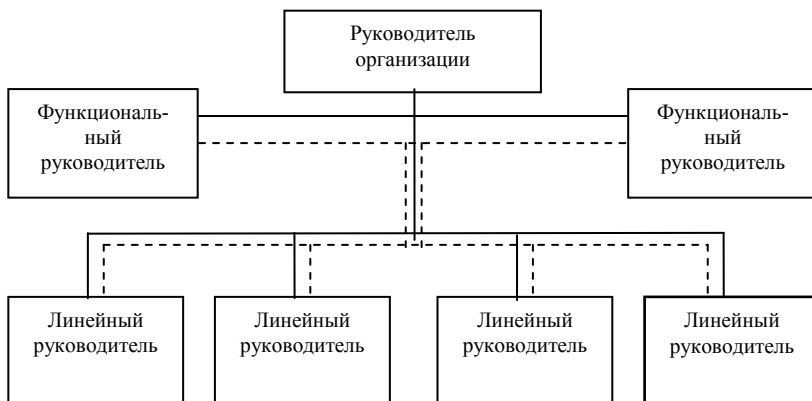 Руководитель
организации
Функциональ-
ный
руководитель
Функциональ-
ный
руководитель
Линейный
руководитель
Линейный
руководитель
Линейный
руководитель
Линейный
руководитель